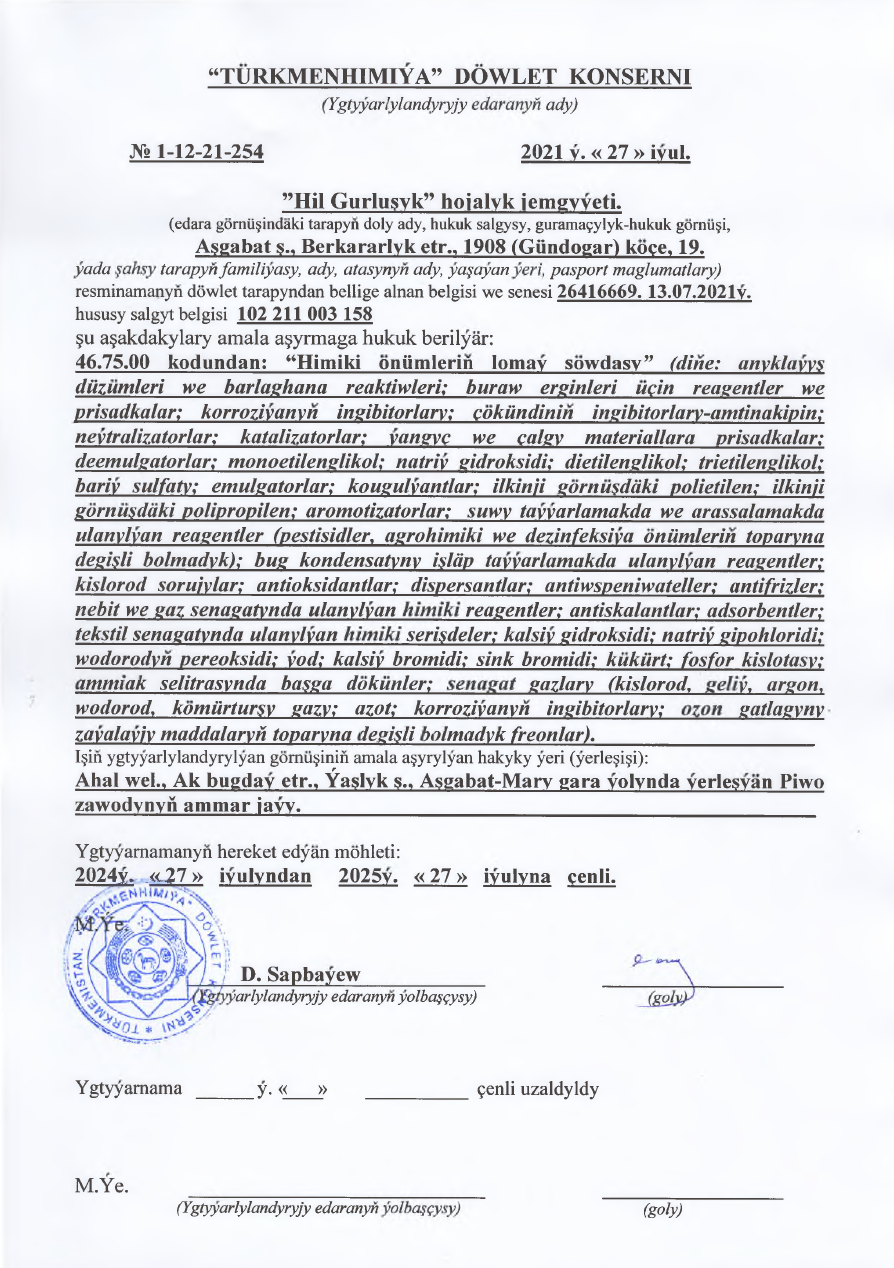 “TÜRKMENHIMIÝA” DÖWLET KONSERNI
(Ygtyýarlylandyryjy edaranyň ady)
№ 1-12-21-254 2021 ý. « 27 » iýul.
”Hil Gurluşyk” hojalyk jemgyýeti.
(edara görnüşindäki tarapyň doly ady, hukuk salgysy, guramaçylyk-hukuk görnüşi,
Aşgabat ş., Berkararlyk etr., 1908 (Gündogar) köçe, 19.
ýada şahsy tarapyň familiýasy, ady, atasynyň ady, ýaşaýan ýeri, pasport maglumatlary)
resminamanyň döwlet tarapyndan bellige alnan belgisi we senesi 26416669. 13.07.2021ý.
hususy salgyt belgisi 102 211 003 158
şu aşakdakylary amala aşyrmaga hukuk berilýär:
46.75.00 kodundan: “Himiki önümleriň lomaý söwdasy” (diňe: anyklaýyş
düzümleri we barlaghana reaktiwleri; buraw erginleri üçin reagentler we
prisadkalar; korroziýanyň ingibitorlary; çökündiniň ingibitorlary-amtinakipin;
neýtralizatorlar; katalizatorlar; ýangyç we çalgy materiallara prisadkalar;
deemulgatorlar; monoetilenglikol; natriý gidroksidi; dietilenglikol; trietilenglikol;
bariý sulfaty; emulgatorlar; kougulýantlar; ilkinji görnüşdäki polietilen; ilkinji
görnüşdäki polipropilen; aromotizatorlar; suwy taýýarlamakda we arassalamakda
ulanylýan reagentler (pestisidler, agrohimiki we dezinfeksiýa önümleriň toparyna
degişli bolmadyk); bug kondensatyny işläp taýýarlamakda ulanylýan reagentler;
kislorod sorujylar; antioksidantlar; dispersantlar; antiwspeniwateller; antifrizler;
nebit we gaz senagatynda ulanylýan himiki reagentler; antiskalantlar; adsorbentler;
tekstil senagatynda ulanylýan himiki serişdeler; kalsiý gidroksidi; natriý gipohloridi;
wodorodyň pereoksidi; ýod; kalsiý bromidi; sink bromidi; kükürt; fosfor kislotasy;
ammiak selitrasynda başga dökünler; senagat gazlary (kislorod, geliý, argon,
wodorod, kömürturşy gazy; azot; korroziýanyň ingibitorlary; ozon gatlagyny
zaýalaýjy maddalaryň toparyna degişli bolmadyk freonlar).
Işiň ygtyýarlylandyrylýan görnüşiniň amala aşyrylýan hakyky ýeri (ýerleşişi):
Ahal wel., Ak bugdaý etr., Ýaşlyk ş., Aşgabat-Mary gara ýolynda ýerleşýän Piwo
zawodynyň ammar jaýy.
Ygtyýarnamanyň hereket edýän möhleti:
2024ý. « 27 » iýulyndan 2025ý. « 27 » iýulyna çenli.
M.Ýe.
TÜRKMENISTAN. "TÜRKMENHIMIÝA" DÖWLET KONSERNI * TÜRKMENISTAN
D. Sapbaýew
(Ygtyýarlylandyryjy edaranyň ýolbaşçysy) (goly)
Ygtyýarnama ______ ý. «____» ___________ çenli uzaldyldy
M.Ýe.
(Ygtyýarlylandyryjy edaranyň ýolbaşçysy) (goly)